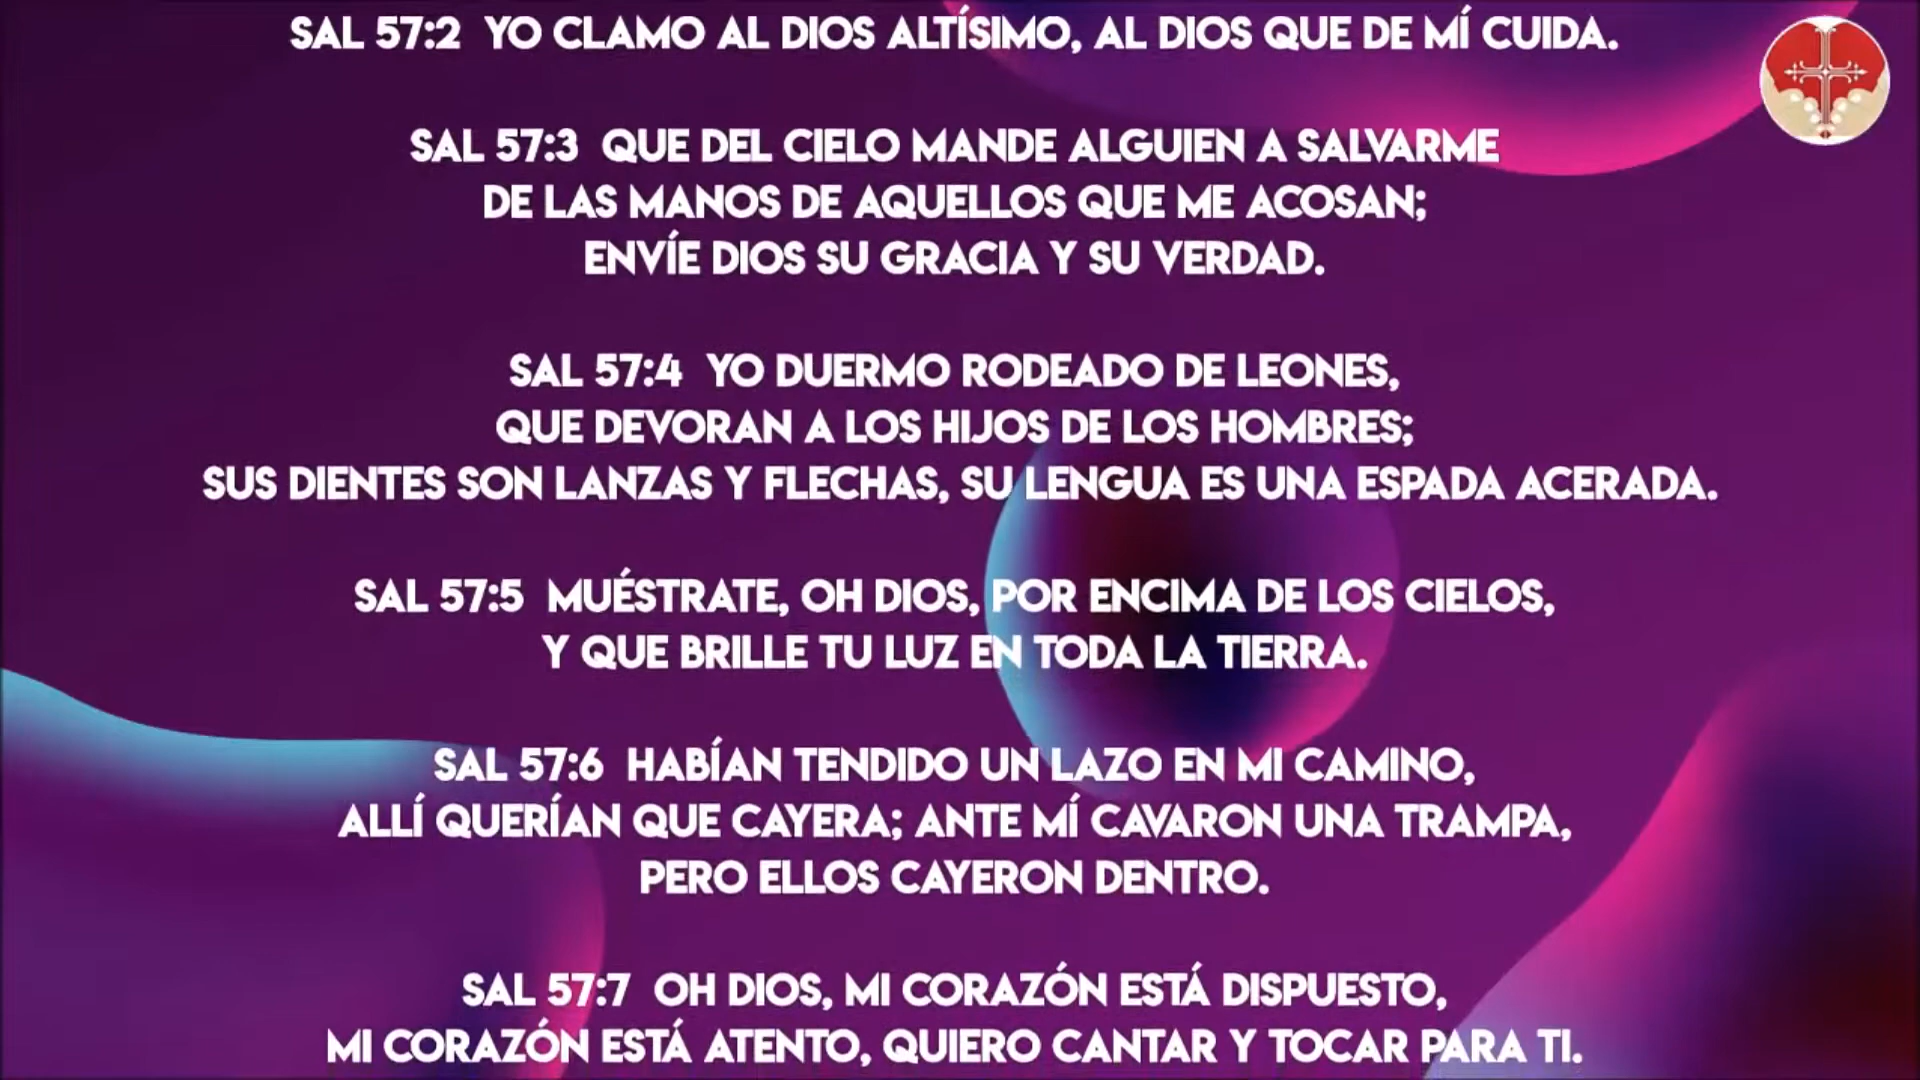 SAL 57:2 YO CLAMO AL DIOS ALTÍSIMO, AL DIOS QUE DE MÍ CUIDA.
SAL 57:3 QUE DEL CIELO MANDE ALGUIEN A SALVARME
DE LAS MANOS DE AQUELLOS QUE ME ACOSAN;
ENVÍE DIOS SU GRACIA Y SU VERDAD.
SAL 57:4 YO DUERMO RODEADO DE LEONES,
QUE DEVORAN A LOS HIJOS DE LOS HOMBRES;
SUS DIENTES SON LANZAS Y FLECHAS, SU LENGUA ES UNA ESPADA ACERADA.
SAL 57:5 MUÉSTRATE, OH DIOS, POR ENCIMA DE LOS CIELOS,
Y QUE BRILLE TU LUZ EN TODA LA TIERRA.
SAL 57:6 HABÍAN TENDIDO UN LAZO EN MI CAMINO,
ALLÍ QUERÍAN QUE CAYERA; ANTE MÍ CAVARON UNA TRAMPA,
PERO ELLOS CAYERON DENTRO.
SAL 57:7 OH DIOS, MI CORAZÓN ESTÁ DISPUESTO,
MI CORAZÓN ESTÁ ATENTO, QUIERO CANTAR Y TOCAR PARA TI.